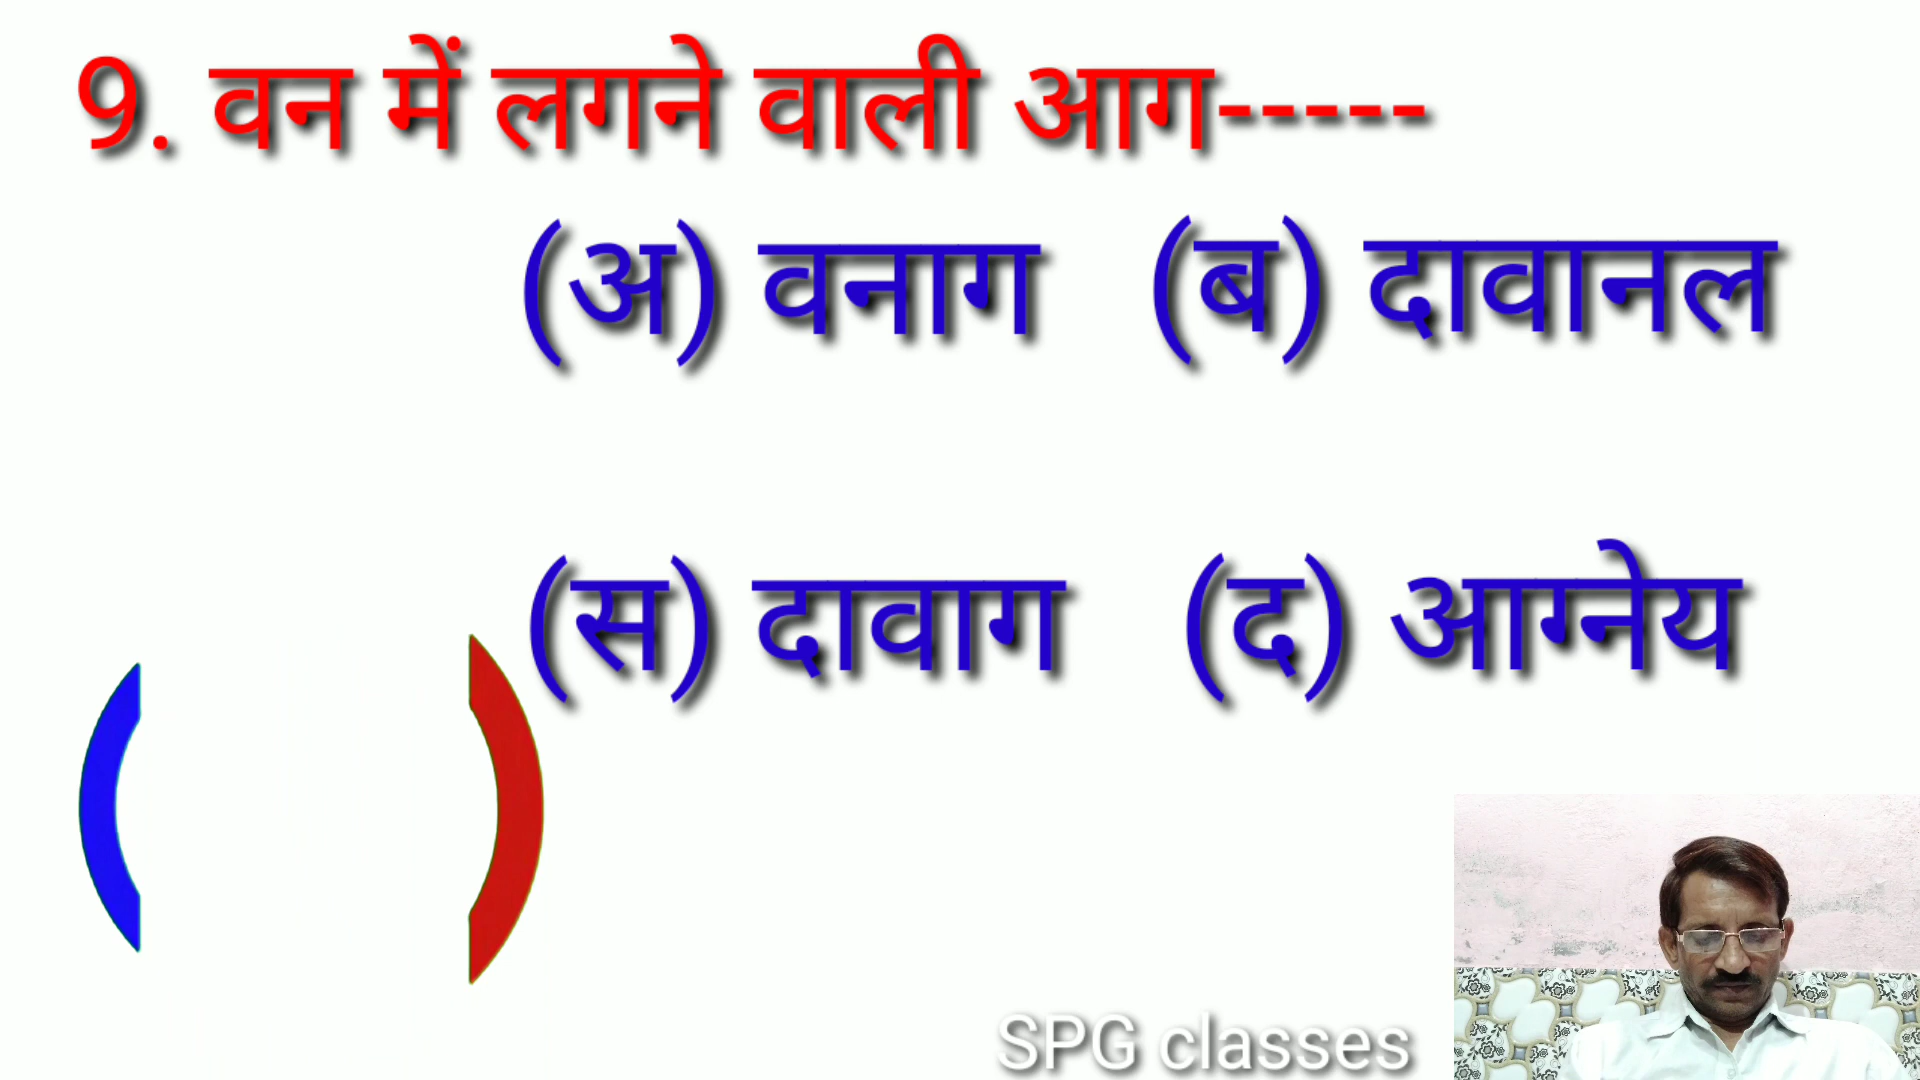 9. वन में लगने वाली आग-----
(अ) वनाग (ब) दावानल
(स) दावाग (द) आग्नेय
SPG classes